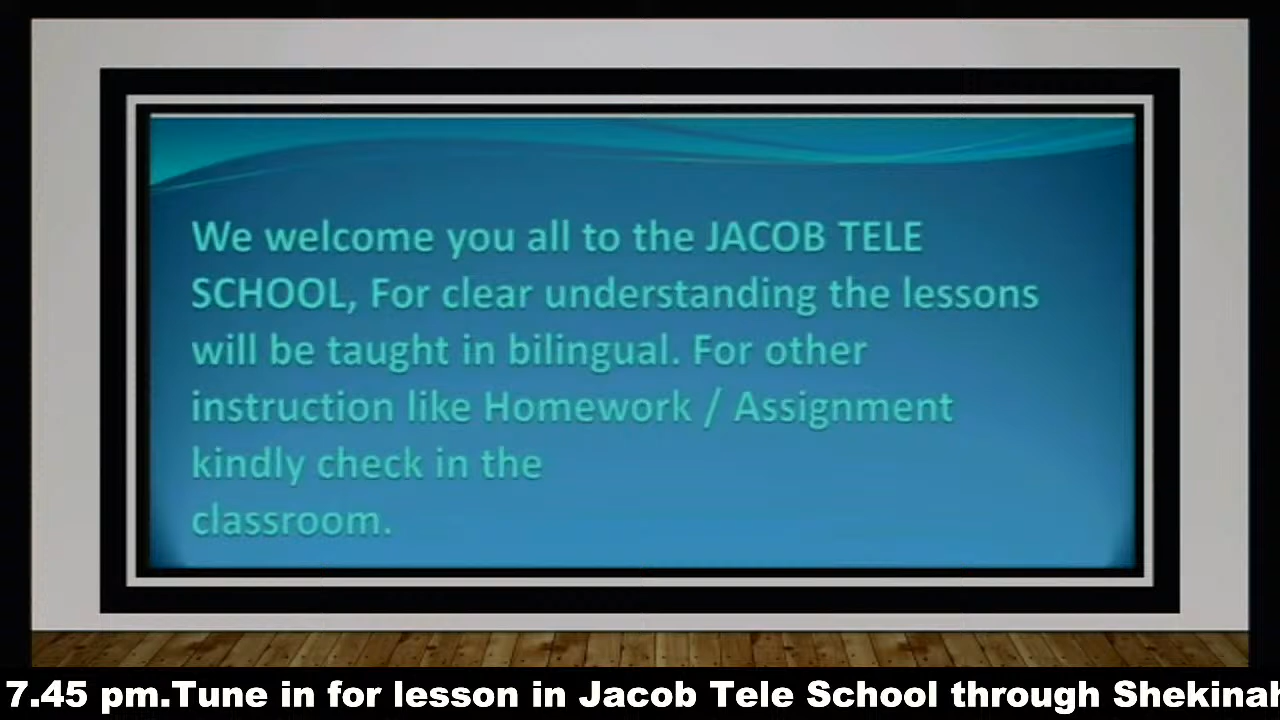 We welcome you all to the JACOB TELE
SCHOOL, For clear understanding the lessons
will be taught in bilingual. For other
instruction like Homework / Assignment
kindly check in the
classroom.
7.45 pm.Tune in for lesson in Jacob Tele School through Shekinah